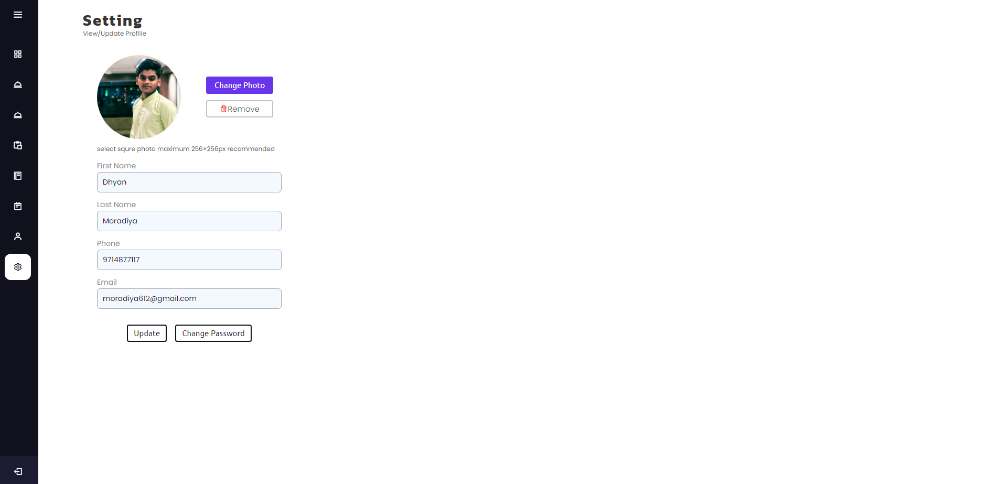 Setting
View/Update Proflile
Change Photo
Remove
select squre photo maximum 256×256px recommended
First Name
Dhyan
Last Name
Moradiya
Phone
9714877117
Email
moradiya612@gmail.com
Update
Change Password